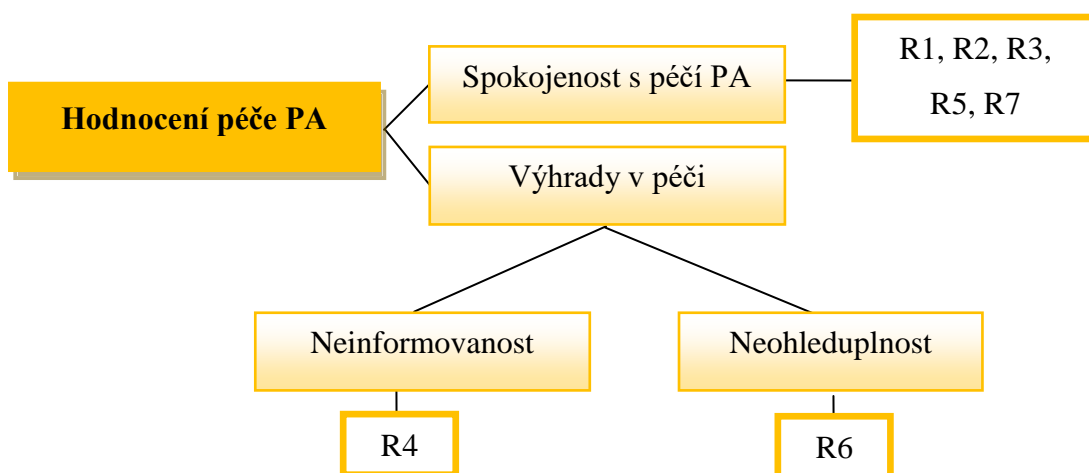 Hodnocení péče PA
Spokojenost s péčí PA
R1, R2, R3,
R5, R7
Výhrady v péči
Neinformovanost
Neohleduplnost
R4
R6